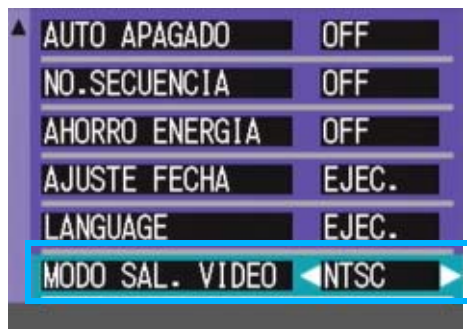 AUTO APAGADO OFF
NO.SECUENCIA OFF
AHORRO ENERGIA OFF
AJUSTE FECHA EJEC.
LANGUAGE EJEC.
MODO SAL. VIDEO NTSC